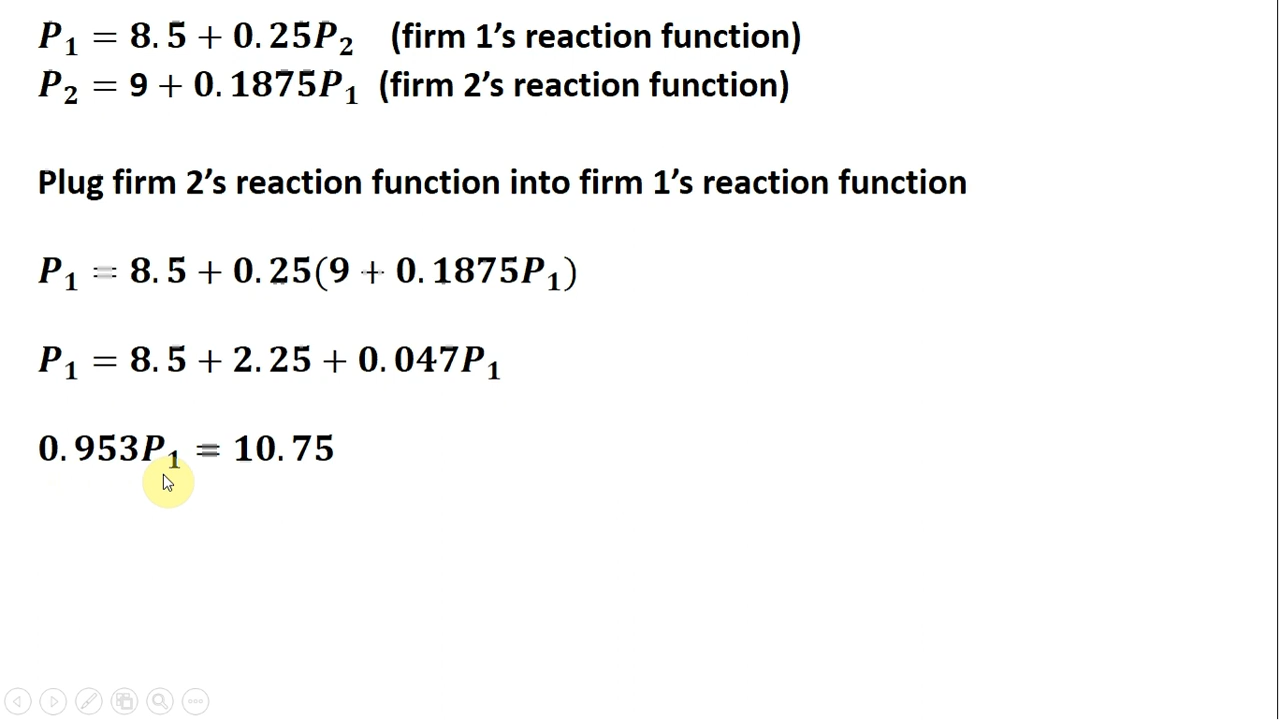 P₁ = 8.5 + 0.25P₂ (firm 1’s reaction function)
P₂ = 9 + 0.1875P₁ (firm 2’s reaction function)
Plug firm 2’s reaction function into firm 1’s reaction function
P₁ = 8.5 + 0.25(9 + 0.1875P₁)
P₁ = 8.5 + 2.25 + 0.047P₁
0.953P₁ = 10.75